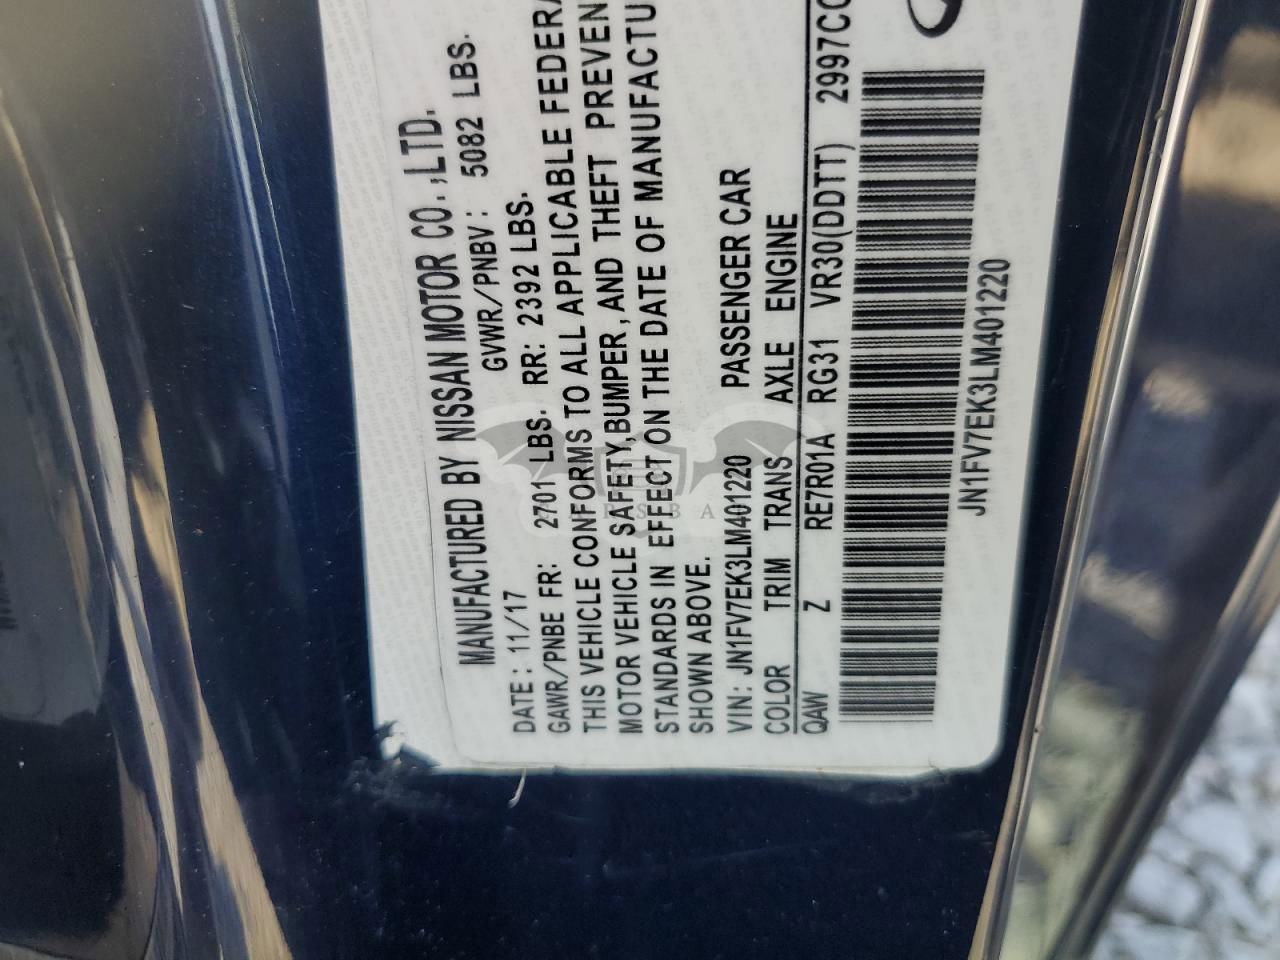 MANUFACTURED BY NISSAN MOTOR CO.,LTD.
GVWR/PNBV: 5082 LBS.
DATE: 11/17
GAWR/PNBE FR: 2701 LBS. RR: 2392 LBS.
THIS VEHICLE CONFORMS TO ALL APPLICABLE FEDERA
MOTOR VEHICLE SAFETY,BUMPER,AND THEFT PREVEN
STANDARDS IN EFFECT ON THE DATE OF MANUFACTU
SHOWN ABOVE.
VIN: JN1FV7EK3LM401220 PASSENGER CAR
COLOR TRIM TRANS AXLE ENGINE
QAW Z RE7R01A RG31 VR30(DDTT) 2997CC
JN1FV7EK3LM401220